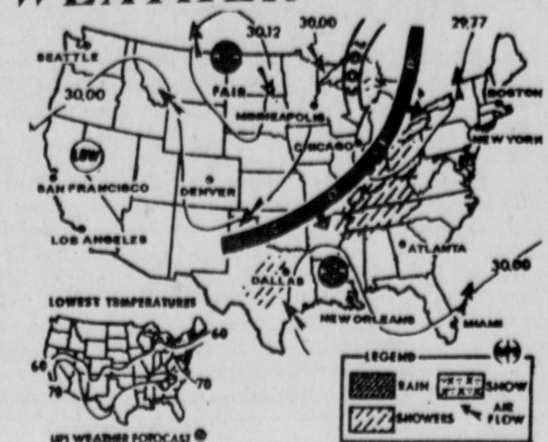 WEATHER
30.12
30.00
29.77
SEATTLE
30.00
FAIR
COOL
MINNEAPOLIS
BOSTON
CHICAGO
NEW YORK
LOW
SAN FRANCISCO
DENVER
LOS ANGELES
ATLANTA
DALLAS
30.00
NEW ORLEANS
MIAMI
LOWEST TEMPERATURES
60
60
70
70
LEGEND
RAIN
SNOW
SHOWERS
AIR
FLOW
UPI WEATHER FOTOCAST